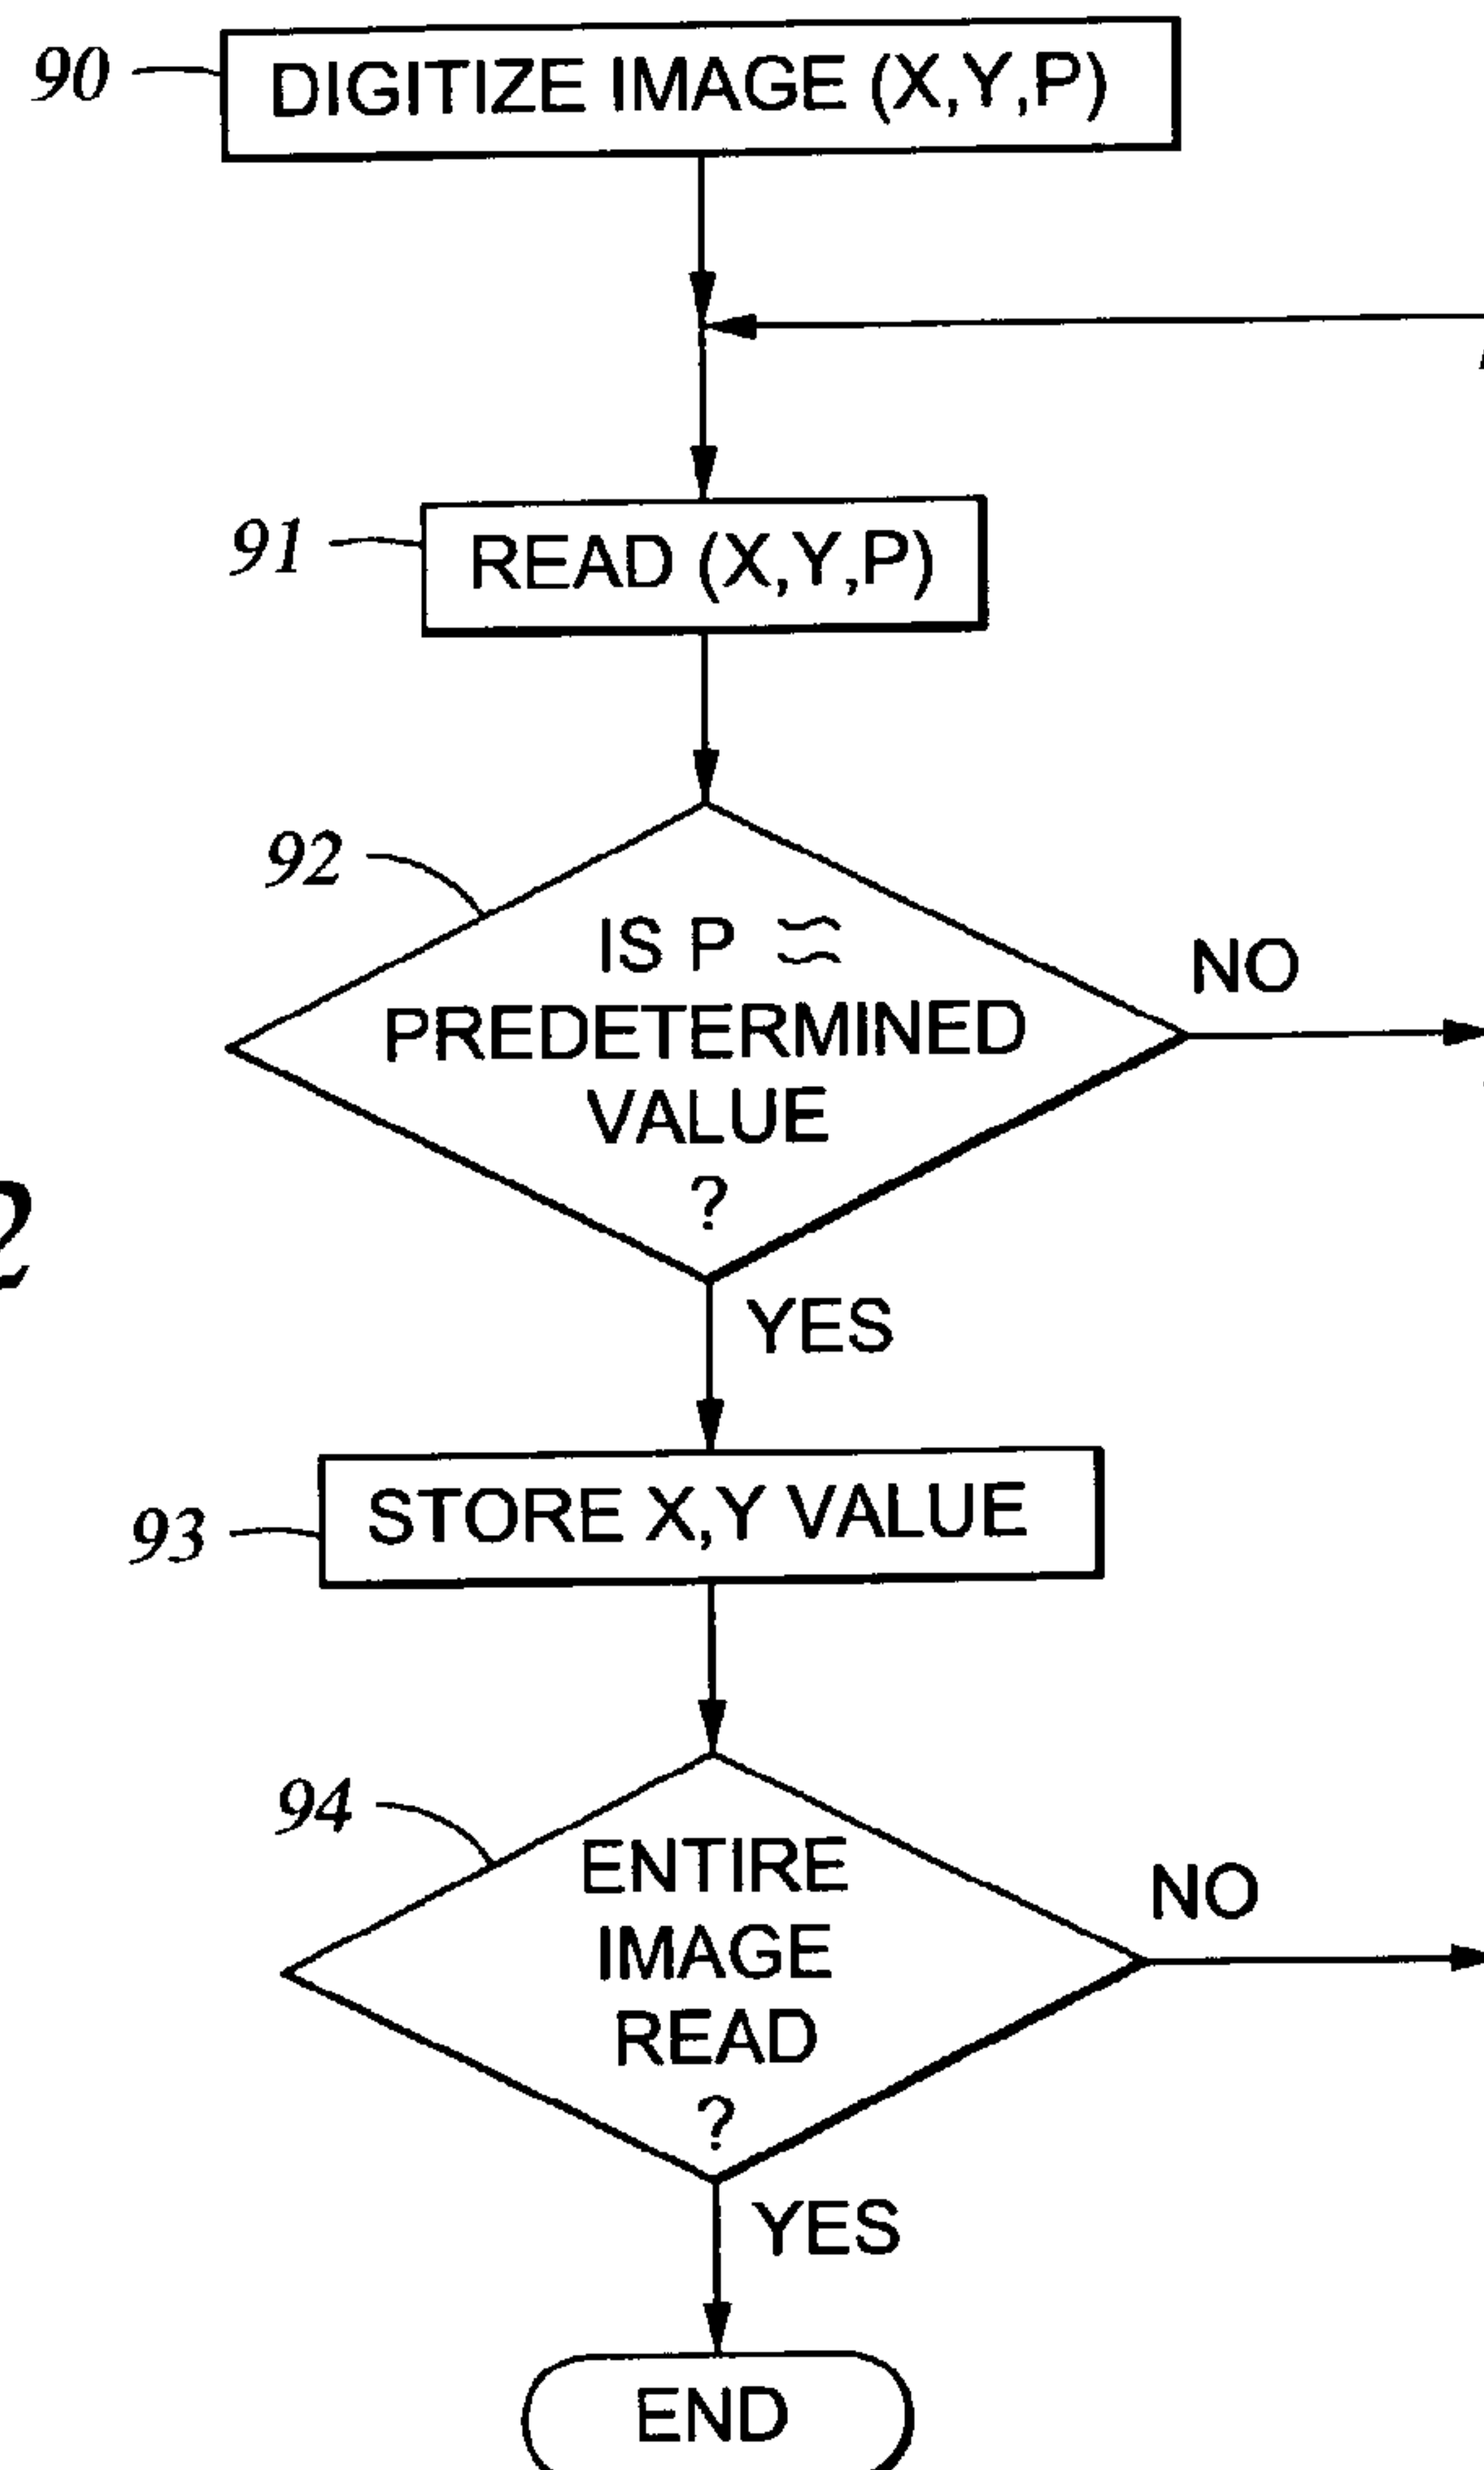 90
DIGITIZE IMAGE (X,Y,P)
91
READ (X,Y,P)
92
IS P ≈
PREDETERMINED
VALUE
?
NO
2
YES
93
STORE X,Y VALUE
94
ENTIRE
IMAGE
READ
?
NO
YES
END